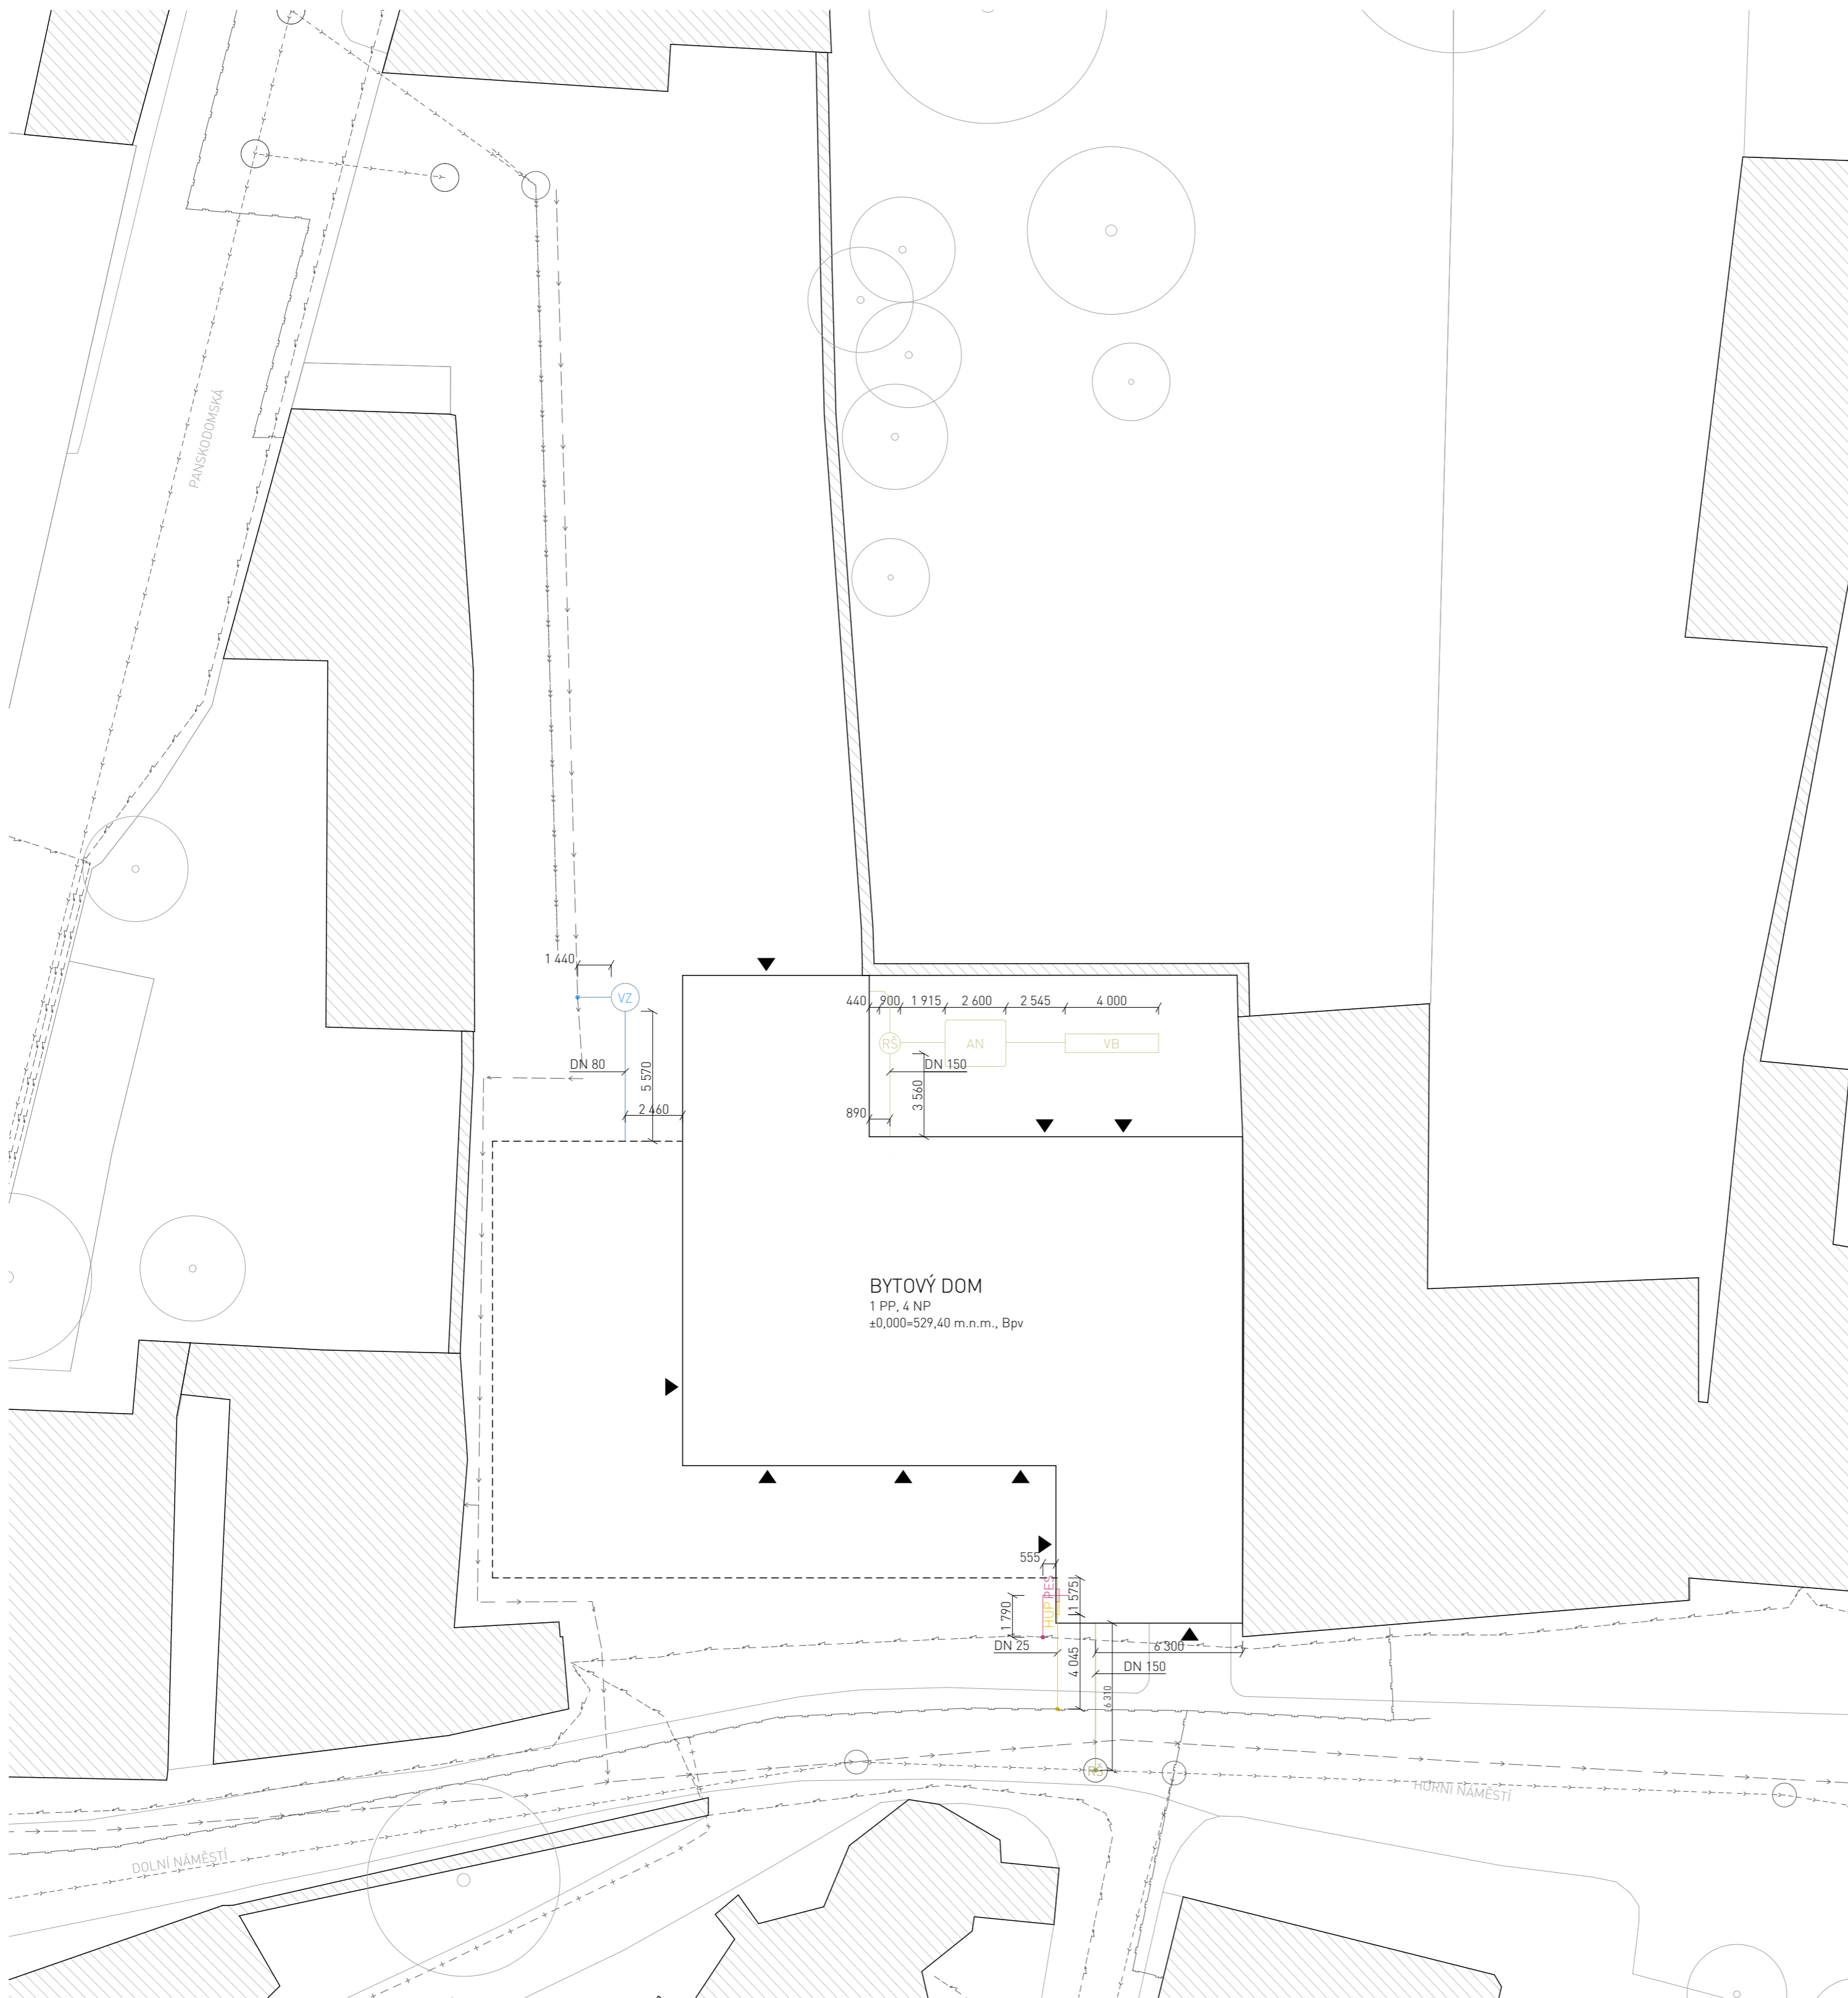 PANSKODOMSKÁ
1 440
VZ
440
900
1 915
2 600
2 545
4 000
RŠ
AN
VB
DN 80
5 570
DN 150
3 560
2 460
890
BYTOVÝ DOM
1 PP, 4 NP
±0,000=529,40 m.n.m., Bpv
555
PES
HUP
1 575
1 790
DN 25
4 045
6 300
DN 150
6 310
RŠ
HORNÍ NÁMĚSTÍ
DOLNÍ NÁMĚSTÍ